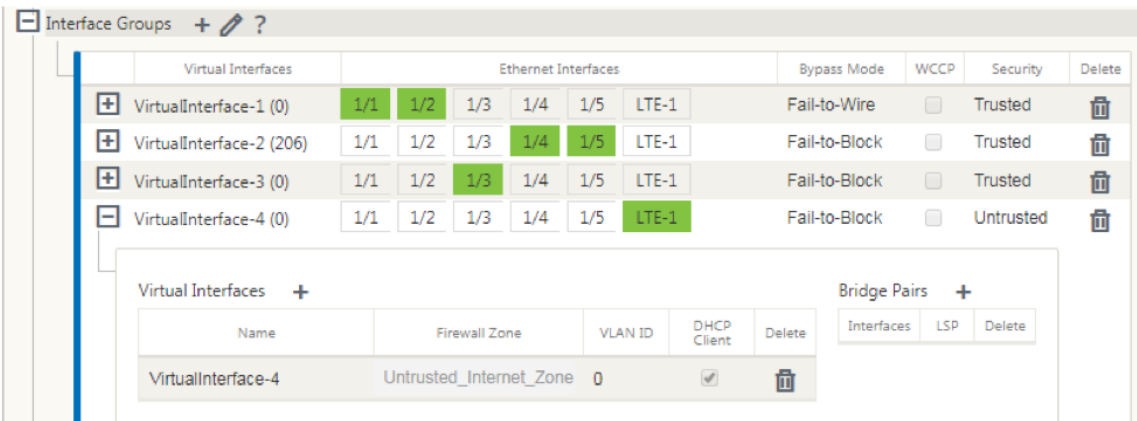 Interface Groups + ?
Virtual Interfaces Ethernet Interfaces Bypass Mode WCCP Security Delete
VirtualInterface-1 (0) 1/1 1/2 1/3 1/4 1/5 LTE-1 Fail-to-Wire Trusted
VirtualInterface-2 (206) 1/1 1/2 1/3 1/4 1/5 LTE-1 Fail-to-Block Trusted
VirtualInterface-3 (0) 1/1 1/2 1/3 1/4 1/5 LTE-1 Fail-to-Block Trusted
VirtualInterface-4 (0) 1/1 1/2 1/3 1/4 1/5 LTE-1 Fail-to-Block Untrusted
Virtual Interfaces + Bridge Pairs +
Name Firewall Zone VLAN ID DHCP Client Delete Interfaces LSP Delete
VirtualInterface-4 Untrusted_Internet_Zone 0